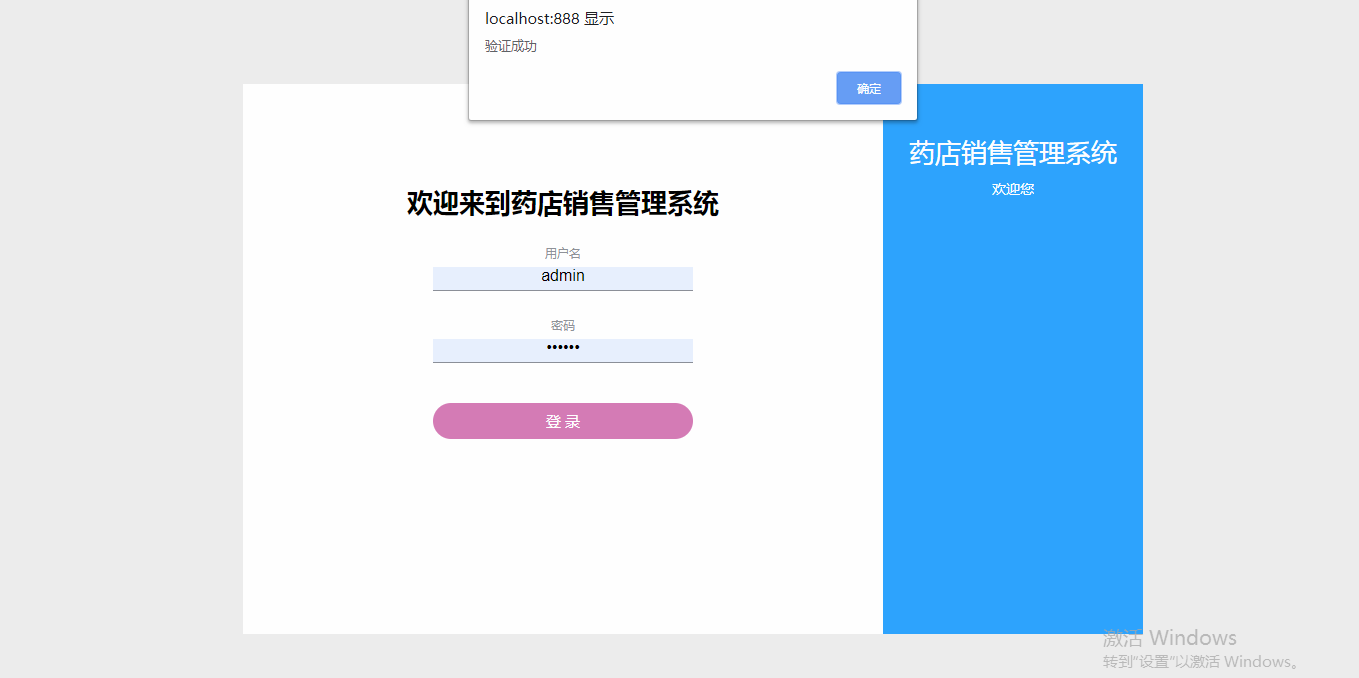 localhost:888 显示
验证成功
确定
药店销售管理系统
欢迎您
欢迎来到药店销售管理系统
用户名
admin
密码
••••••
登 录
激活 Windows
转到"设置"以激活 Windows。